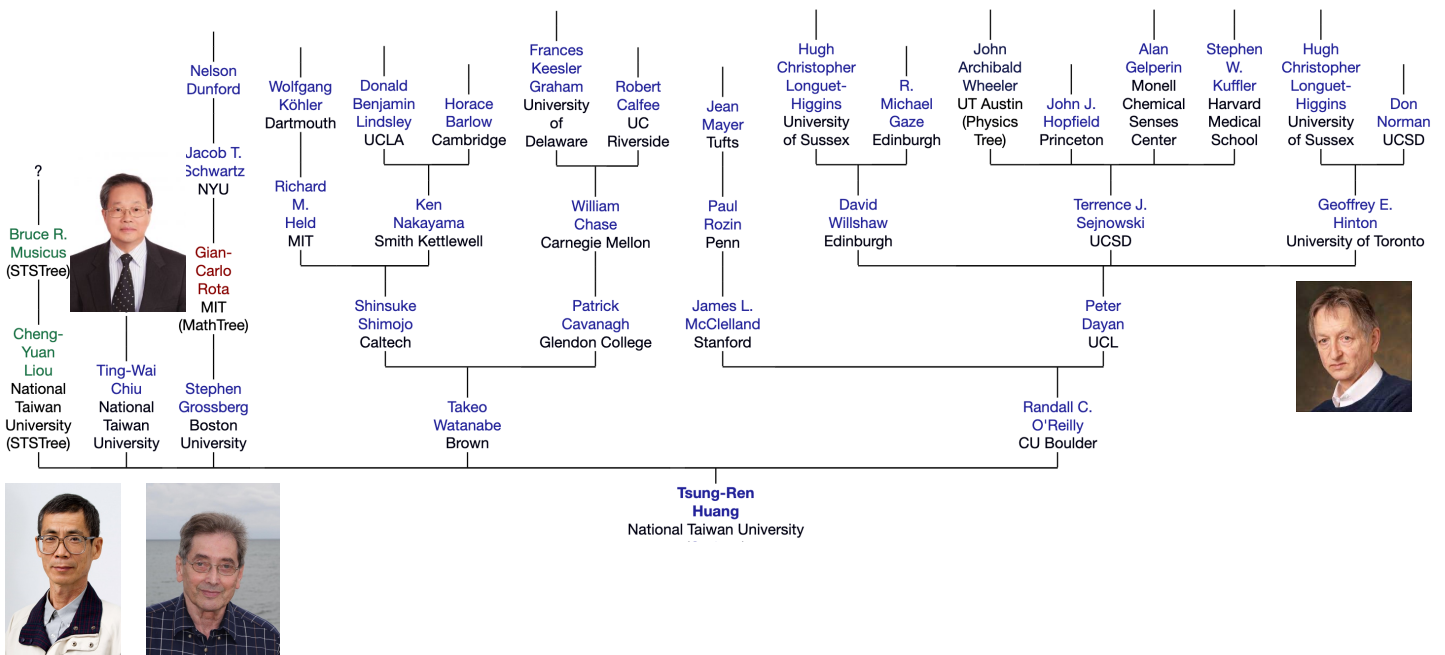 Nelson
Dunford
Jacob T.
Schwartz
NYU
Gian-
Carlo
Rota
MIT
(MathTree)
Stephen
Grossberg
Boston
University
?
Bruce R.
Musicus
(STSTree)
Cheng-
Yuan
Liou
National
Taiwan
University
(STSTree)
Ting-Wai
Chiu
National
Taiwan
University
Wolfgang
Köhler
Dartmouth
Richard
M.
Held
MIT
Donald
Benjamin
Lindsley
UCLA
Horace
Barlow
Cambridge
Ken
Nakayama
Smith Kettlewell
Shinsuke
Shimojo
Caltech
Frances
Keesler
Graham
University
of
Delaware
Robert
Calfee
UC
Riverside
William
Chase
Carnegie Mellon
Patrick
Cavanagh
Glendon College
Takeo
Watanabe
Brown
Jean
Mayer
Tufts
Paul
Rozin
Penn
James L.
McClelland
Stanford
Hugh
Christopher
Longuet-
Higgins
University
of Sussex
R.
Michael
Gaze
Edinburgh
David
Willshaw
Edinburgh
John
Archibald
Wheeler
UT Austin
(Physics
Tree)
John J.
Hopfield
Princeton
Alan
Gelperin
Monell
Chemical
Senses
Center
Stephen
W.
Kuffler
Harvard
Medical
School
Terrence J.
Sejnowski
UCSD
Hugh
Christopher
Longuet-
Higgins
University
of Sussex
Don
Norman
UCSD
Geoffrey E.
Hinton
University of Toronto
Peter
Dayan
UCL
Randall C.
O'Reilly
CU Boulder
Tsung-Ren
Huang
National Taiwan University